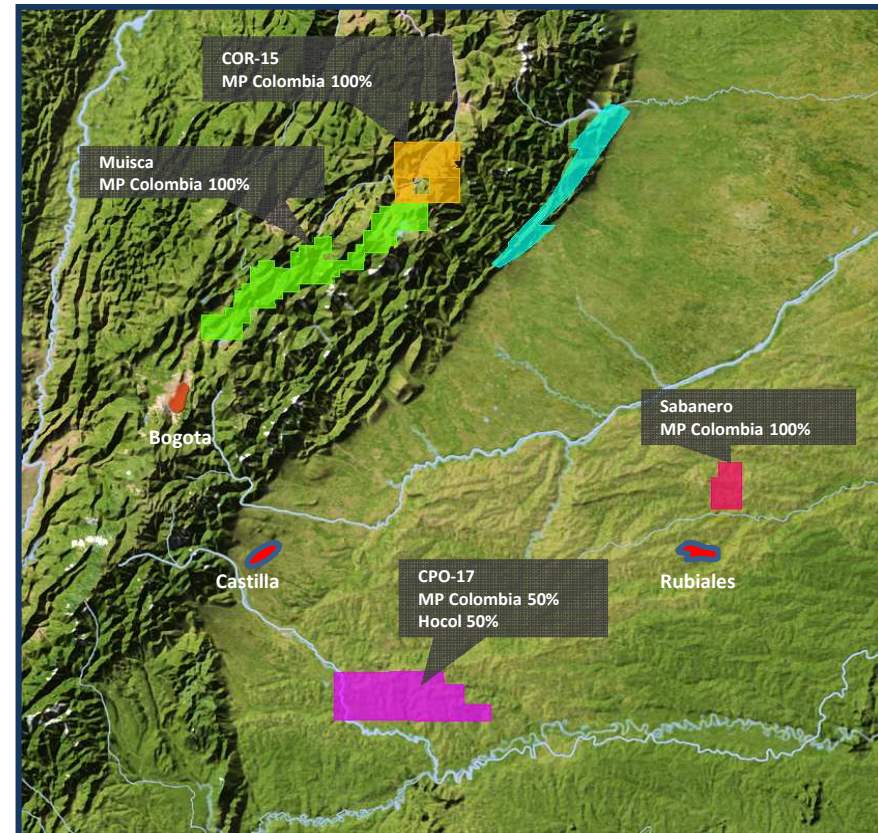 COR-15
MP Colombia 100%
Muisca
MP Colombia 100%
Sabanero
MP Colombia 100%
Bogota
Castilla
CPO-17
MP Colombia 50%
Hocol 50%
Rubiales